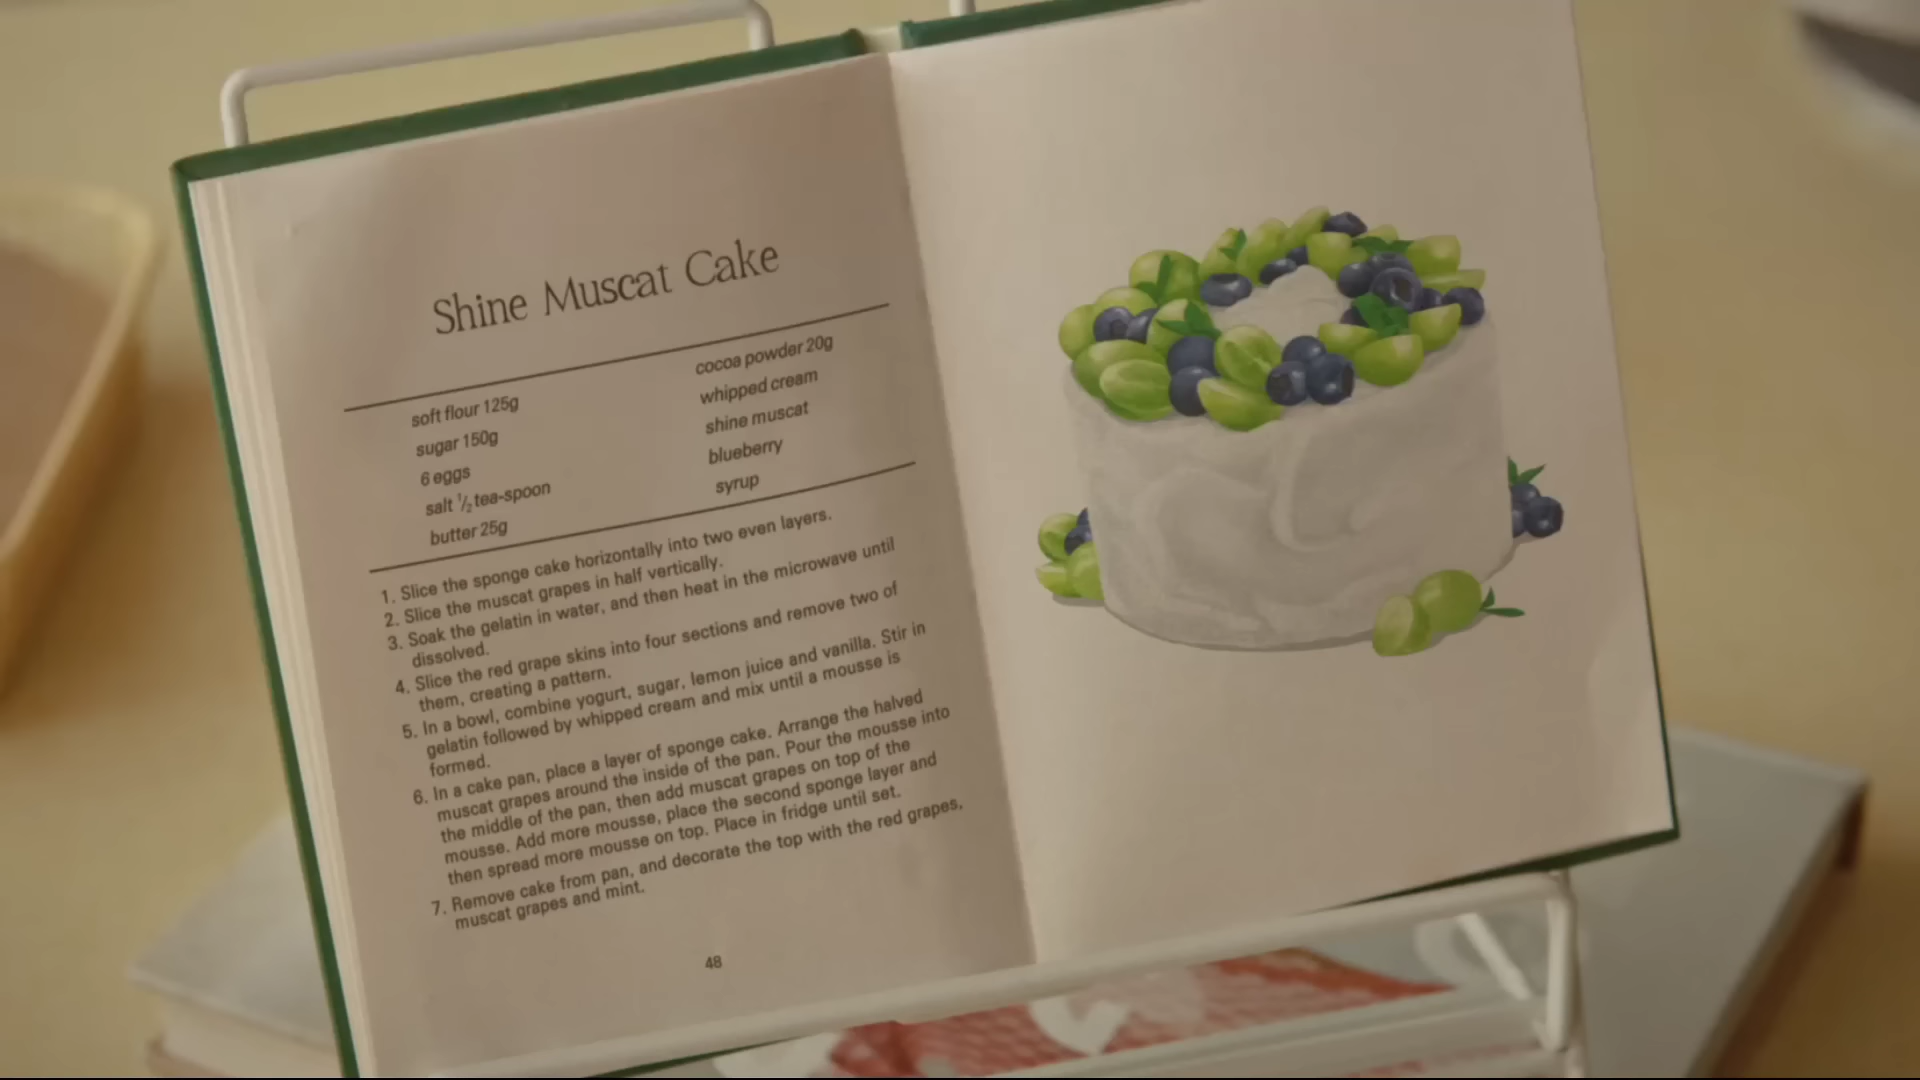 Shine Muscat Cake
soft flour 125g
sugar 150g
6 eggs
salt 1/2 tea-spoon
butter 25g
cocoa powder 20g
whipped cream
shine muscat
blueberry
syrup
1. Slice the sponge cake horizontally into two even layers.
2. Slice the muscat grapes in half vertically.
3. Soak the gelatin in water, and then heat in the microwave until
dissolved.
4. Slice the red grape skins into four sections and remove two of
them, creating a pattern.
5. In a bowl, combine yogurt, sugar, lemon juice and vanilla. Stir in
gelatin followed by whipped cream and mix until a mousse is
formed.
6. In a cake pan, place a layer of sponge cake. Arrange the halved
muscat grapes around the inside of the pan. Pour the mousse into
the middle of the pan, then add muscat grapes on top of the
mousse. Add more mousse, place the second sponge layer and
then spread more mousse on top. Place in fridge until set.
7. Remove cake from pan, and decorate the top with the red grapes,
muscat grapes and mint.
48